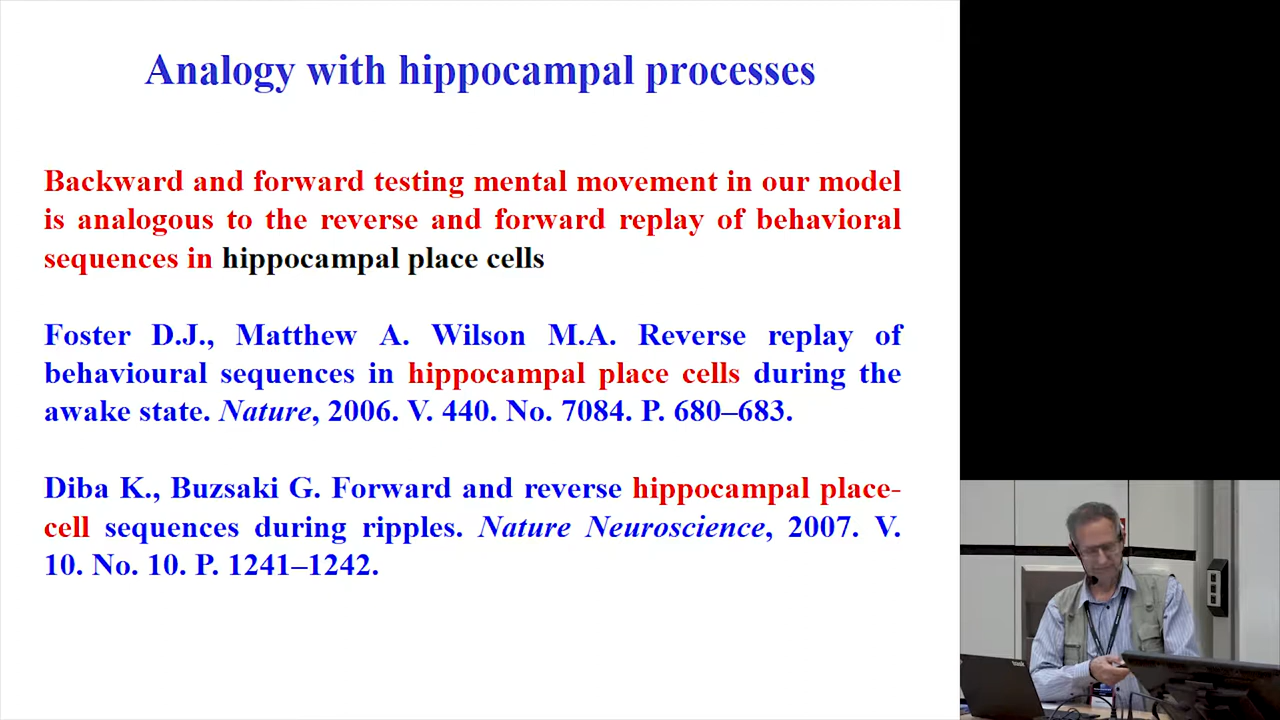 Analogy with hippocampal processes
Backward and forward testing mental movement in our model
is analogous to the reverse and forward replay of behavioral
sequences in hippocampal place cells
Foster D.J., Matthew A. Wilson M.A. Reverse replay of
behavioural sequences in hippocampal place cells during the
awake state. Nature, 2006. V. 440. No. 7084. P. 680–683.
Diba K., Buzsaki G. Forward and reverse hippocampal place-
cell sequences during ripples. Nature Neuroscience, 2007. V.
10. No. 10. P. 1241–1242.